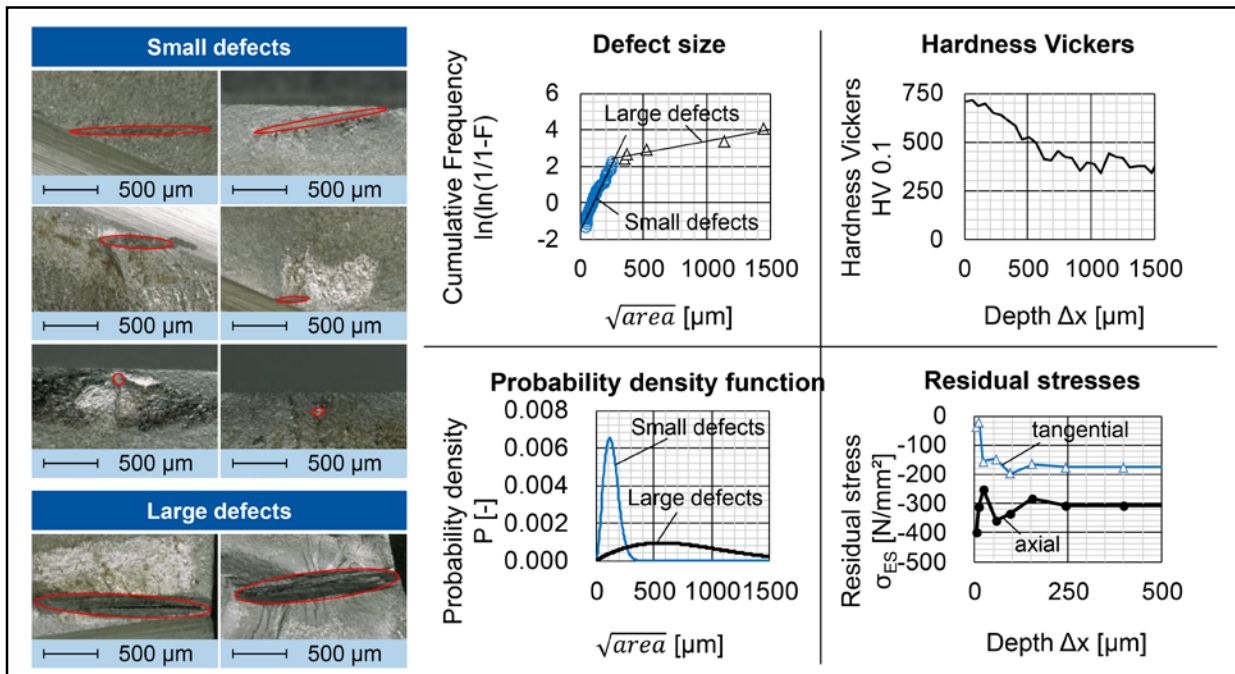 Small defects
500 µm
500 µm
500 µm
500 µm
500 µm
500 µm
Large defects
500 µm
500 µm
Defect size
Cumulative Frequency
ln(ln(1/1-F)
6
4
2
0
-2
Large defects
Small defects
0
500
1000
1500
√area [µm]
Hardness Vickers
Hardness Vickers
HV 0.1
750
500
250
0
0
500
1000
1500
Depth Δx [µm]
Probability density function
Probability density
P [-]
0.008
0.006
0.004
0.002
0.000
Small defects
Large defects
0
500
1000
1500
√area [µm]
Residual stresses
Residual stress
σES [N/mm²]
0
-100
-200
-300
-400
-500
tangential
axial
0
250
500
Depth Δx [µm]